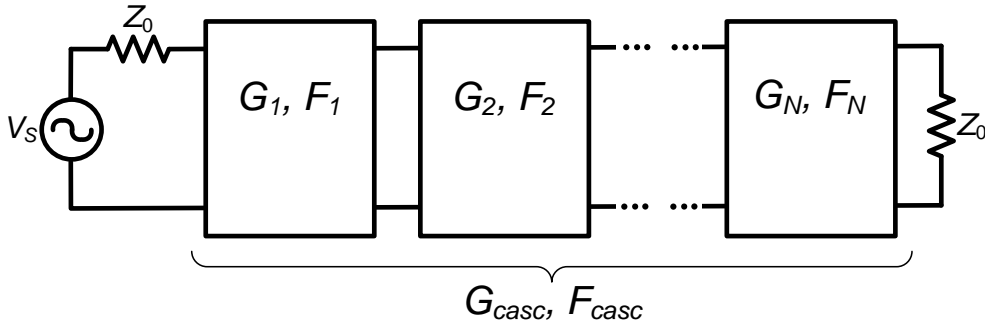 Z0
VS
G1, F1
G2, F2
... ...
GN, FN
Z0
... ...
Gcasc, Fcasc